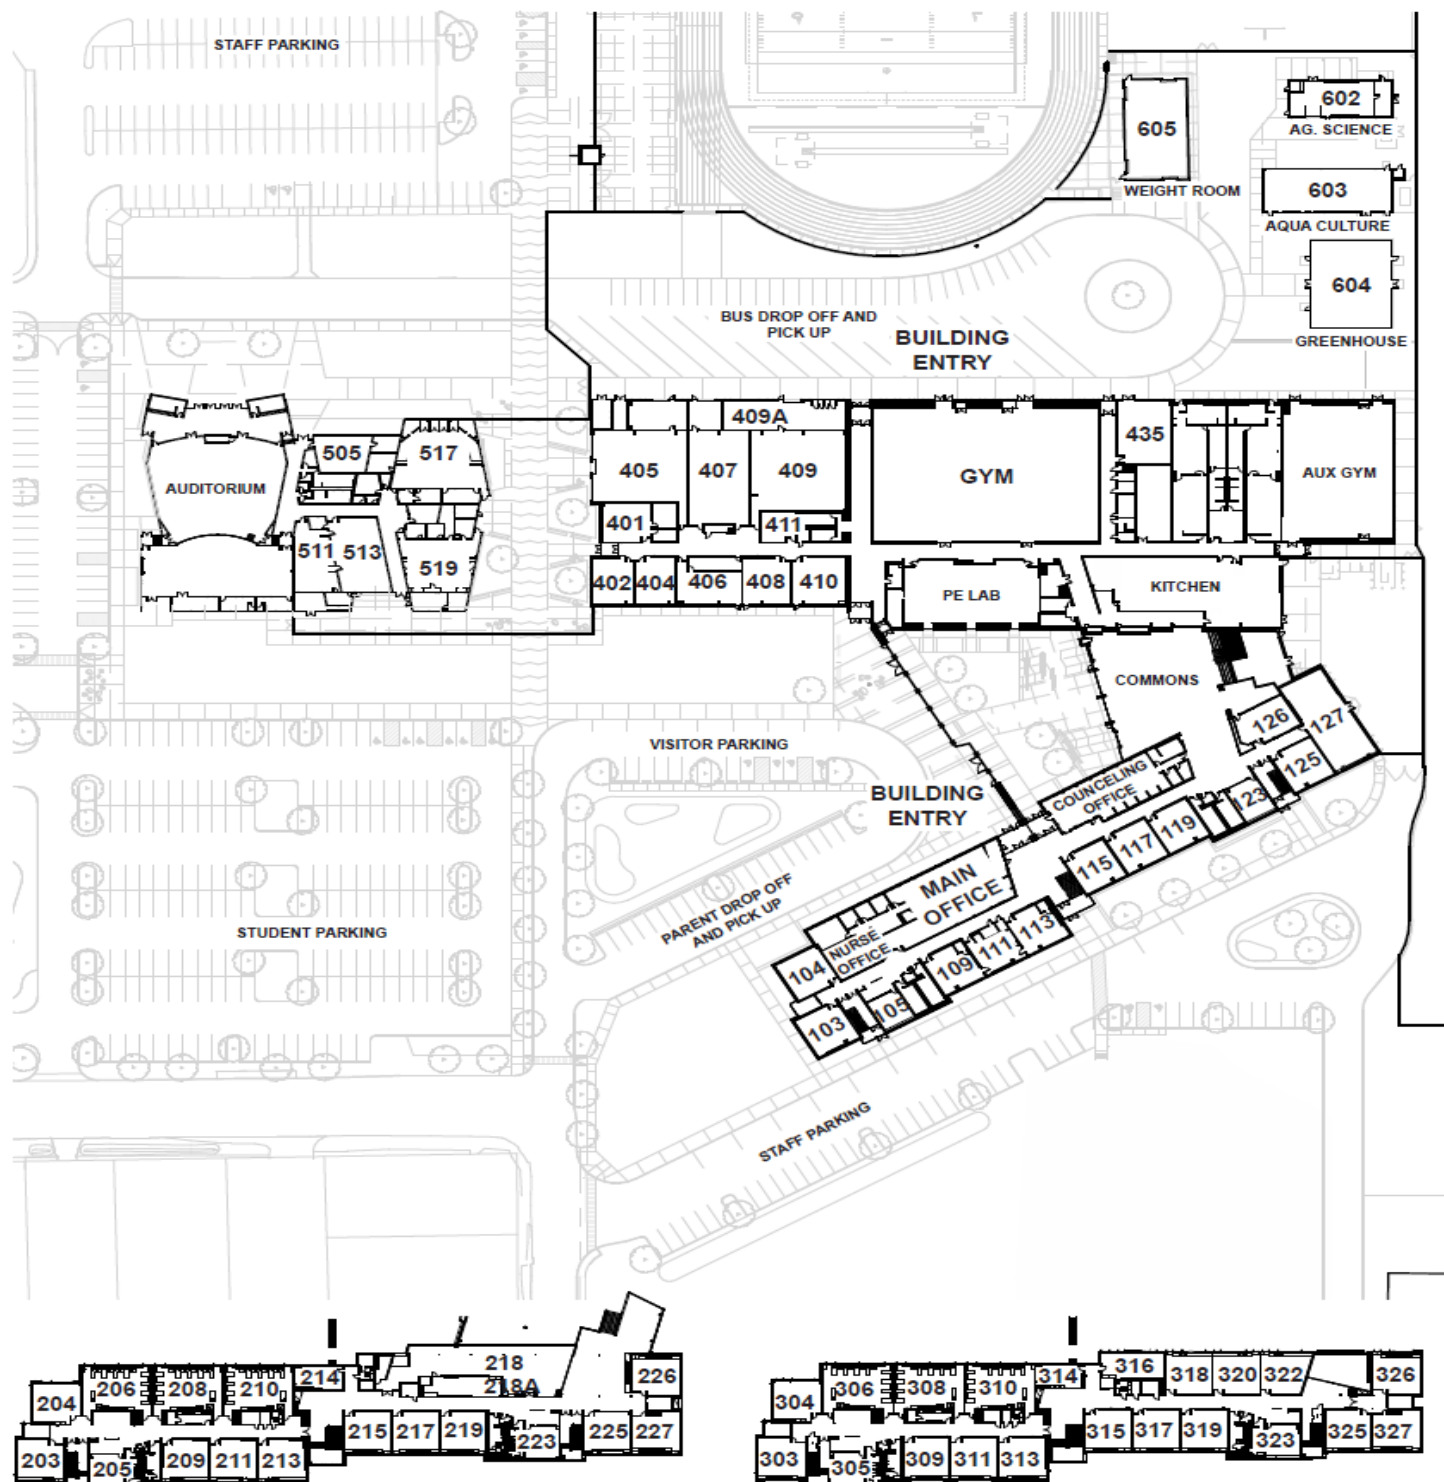 STAFF PARKING
605
WEIGHT ROOM
602
AG. SCIENCE
603
AQUA CULTURE
604
GREENHOUSE
BUS DROP OFF AND
PICK UP
BUILDING
ENTRY
AUDITORIUM
505
517
511
513
519
409A
405
407
409
401
411
402
404
406
408
410
GYM
435
AUX GYM
PE LAB
KITCHEN
COMMONS
126
127
125
123
VISITOR PARKING
BUILDING
ENTRY
COUNCELING
OFFICE
119
117
115
MAIN
OFFICE
113
111
109
NURSE
OFFICE
104
105
103
PARENT DROP OFF
AND PICK UP
STUDENT PARKING
STAFF PARKING
204
206
208
210
214
218
218A
226
203
205
209
211
213
215
217
219
223
225
227
304
306
308
310
314
316
318
320
322
326
303
305
309
311
313
315
317
319
323
325
327